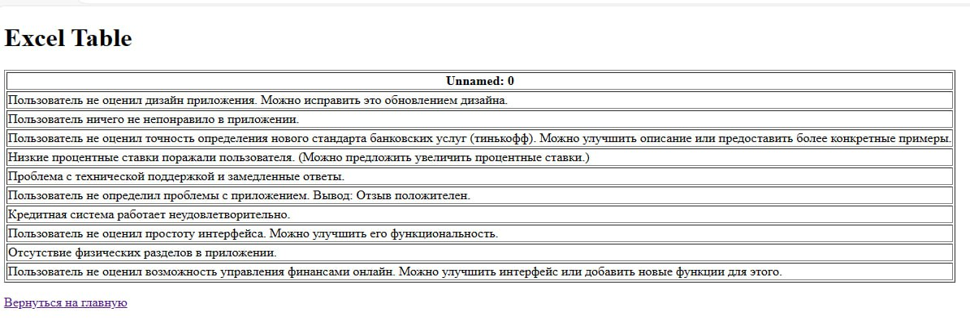 Excel Table
Unnamed: 0
Пользователь не оценил дизайн приложения. Можно исправить это обновлением дизайна.
Пользователь ничего не непонравило в приложении.
Пользователь не оценил точность определения нового стандарта банковских услуг (тинькофф). Можно улучшить описание или предоставить более конкретные примеры.
Низкие процентные ставки поражали пользователя. (Можно предложить увеличить процентные ставки.)
Проблема с технической поддержкой и замедленные ответы.
Пользователь не определил проблемы с приложением. Вывод: Отзыв положителен.
Кредитная система работает неудовлетворительно.
Пользователь не оценил простоту интерфейса. Можно улучшить его функциональность.
Отсутствие физических разделов в приложении.
Пользователь не оценил возможность управления финансами онлайн. Можно улучшить интерфейс или добавить новые функции для этого.
Вернуться на главную